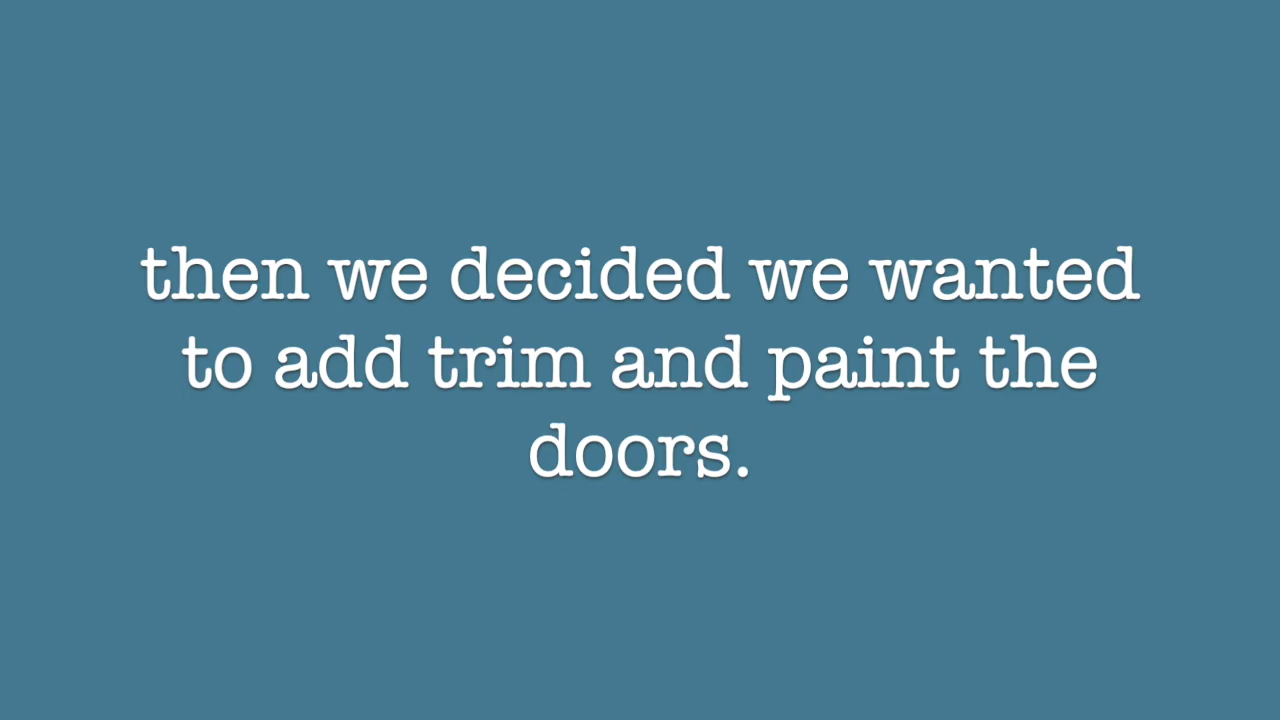 then we decided we wanted
to add trim and paint the
doors.